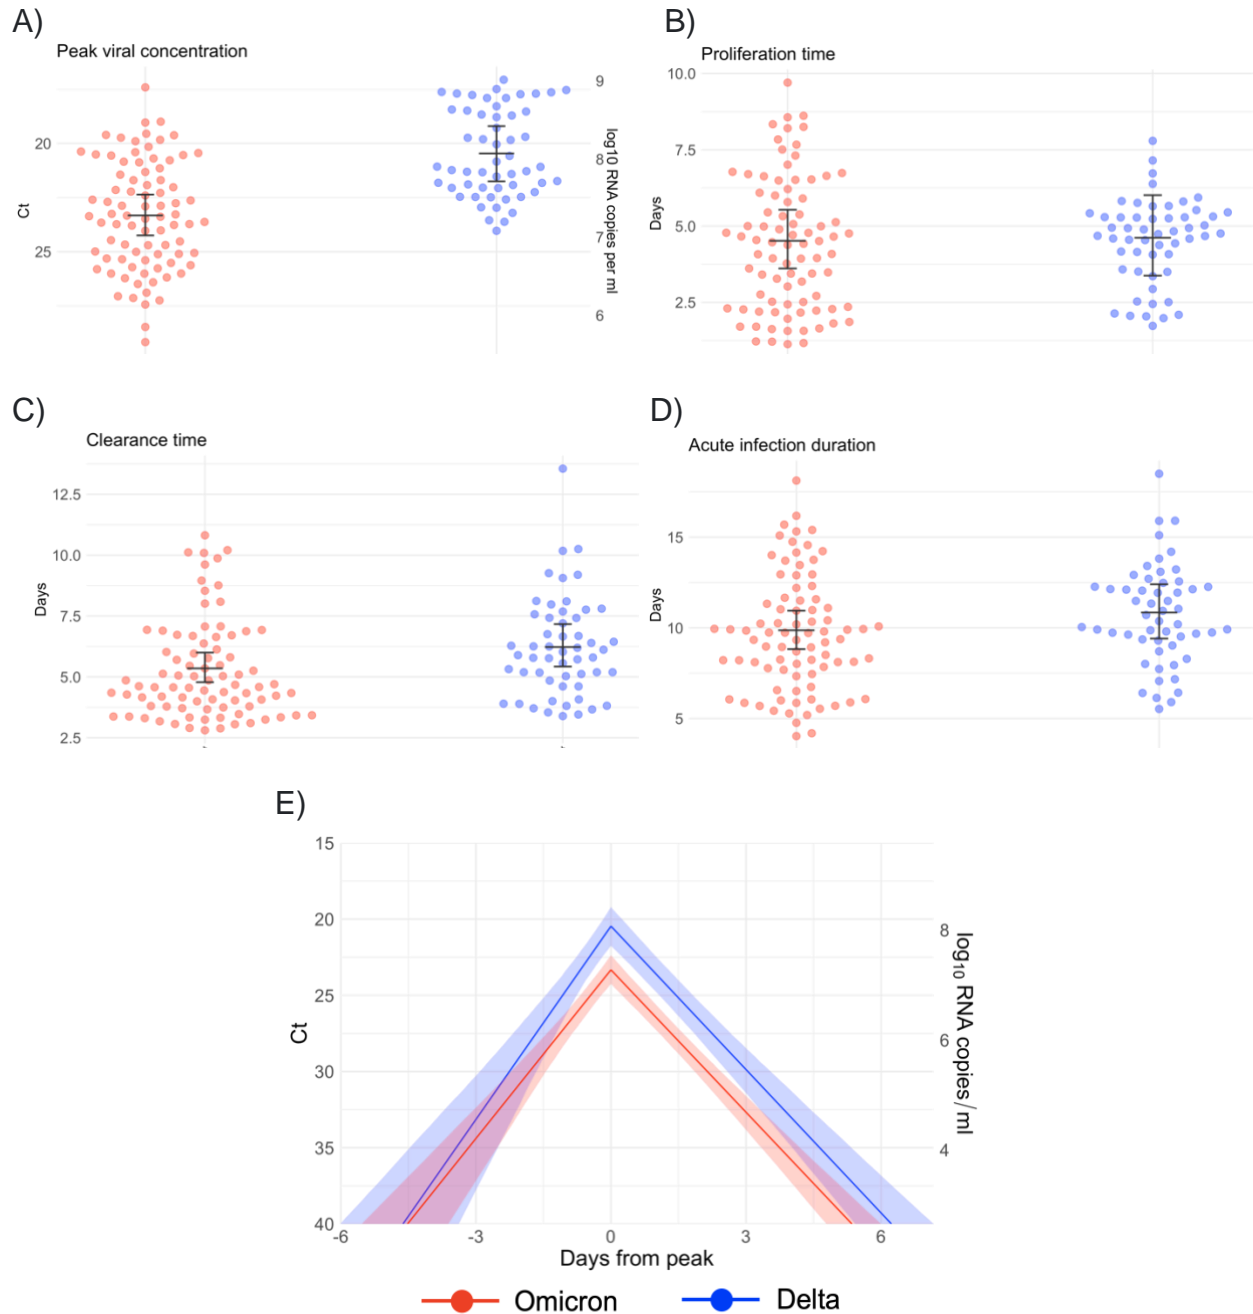 A)
Peak viral concentration
Ct
20
25
9
8
7
6
log10 RNA copies per ml
B)
Proliferation time
Days
10.0
7.5
5.0
2.5
C)
Clearance time
Days
12.5
10.0
7.5
5.0
2.5
D)
Acute infection duration
Days
15
10
5
E)
Ct
15
20
25
30
35
40
8
6
4
log10 RNA copies/ml
-6 -3 0 3 6
Days from peak
Omicron Delta